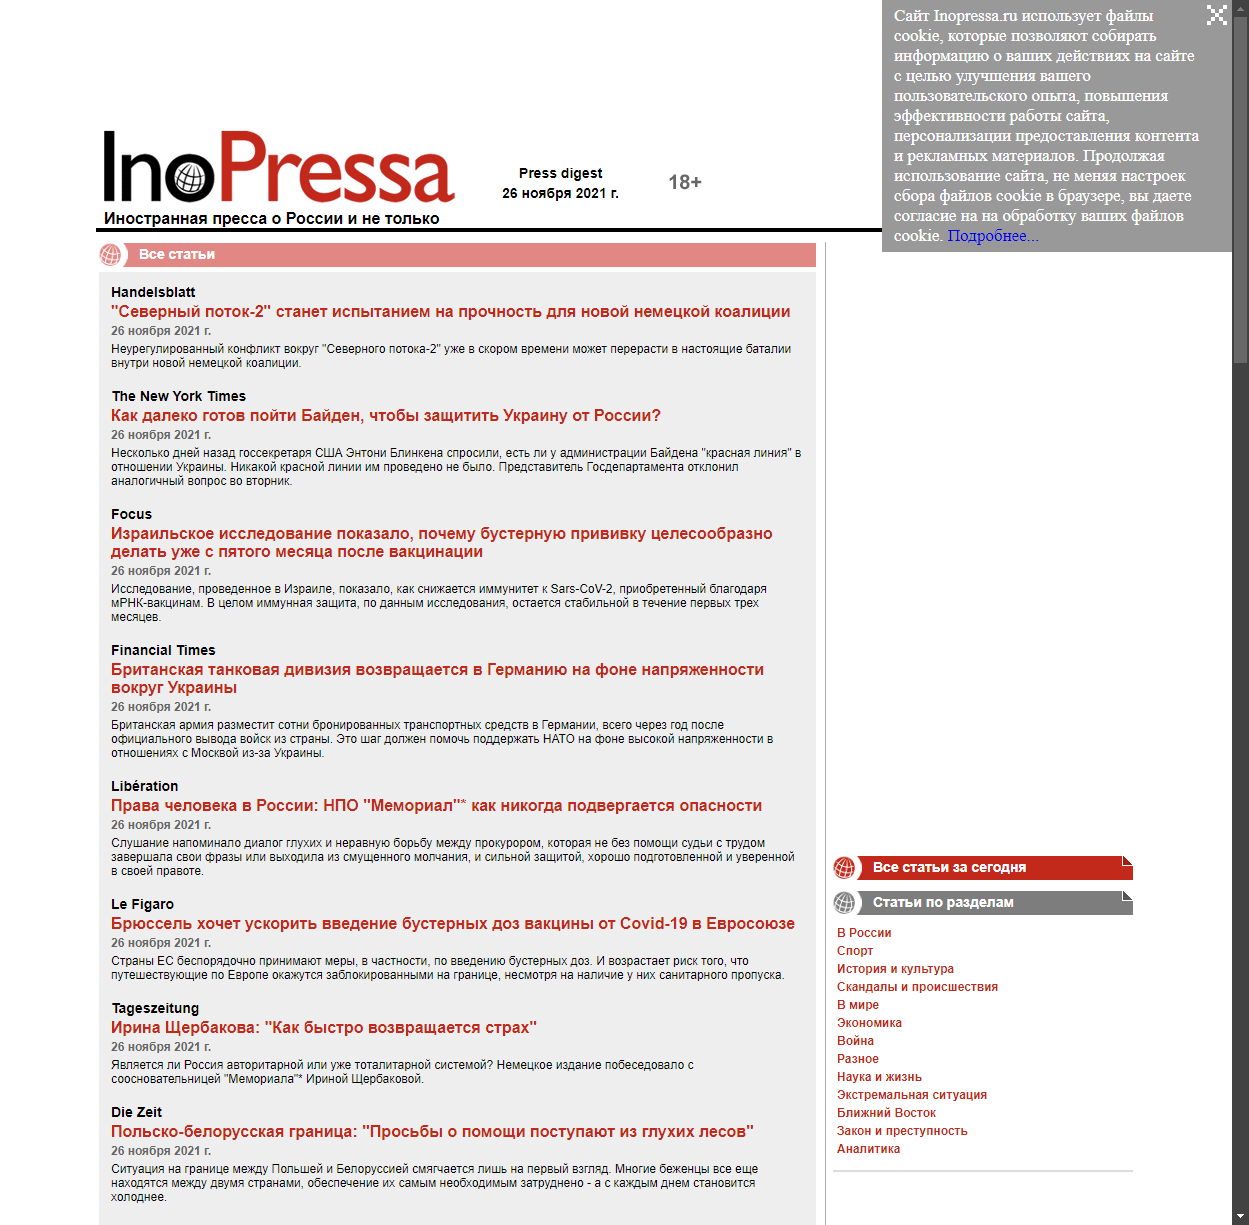 Сайт Inopressa.ru использует файлы
cookie, которые позволяют собирать
информацию о ваших действиях на сайте
с целью улучшения вашего
пользовательского опыта, повышения
эффективности работы сайта,
персонализации предоставления контента
и рекламных материалов. Продолжая
использование сайта, не меняя настроек
сбора файлов cookie в браузере, вы даете
согласие на на обработку ваших файлов
cookie. Подробнее...
InoPressa
Иностранная пресса о России и не только
Press digest
26 ноября 2021 г.
18+
Все статьи
Handelsblatt
"Северный поток-2" станет испытанием на прочность для новой немецкой коалиции
26 ноября 2021 г.
Неурегулированный конфликт вокруг "Северного потока-2" уже в скором времени может перерасти в настоящие баталии
внутри новой немецкой коалиции.
The New York Times
Как далеко готов пойти Байден, чтобы защитить Украину от России?
26 ноября 2021 г.
Несколько дней назад госсекретаря США Энтони Блинкена спросили, есть ли у администрации Байдена "красная линия" в
отношении Украины. Никакой красной линии им проведено не было. Представитель Госдепартамента отклонил
аналогичный вопрос во вторник.
Focus
Израильское исследование показало, почему бустерную прививку целесообразно
делать уже с пятого месяца после вакцинации
26 ноября 2021 г.
Исследование, проведенное в Израиле, показало, как снижается иммунитет к Sars-CoV-2, приобретенный благодаря
мРНК-вакцинам. В целом иммунная защита, по данным исследования, остается стабильной в течение первых трех
месяцев.
Financial Times
Британская танковая дивизия возвращается в Германию на фоне напряженности
вокруг Украины
26 ноября 2021 г.
Британская армия разместит сотни бронированных транспортных средств в Германии, всего через год после
официального вывода войск из страны. Это шаг должен помочь поддержать НАТО на фоне высокой напряженности в
отношениях с Москвой из-за Украины.
Libération
Права человека в России: НПО "Мемориал"* как никогда подвергается опасности
26 ноября 2021 г.
Слушание напоминало диалог глухих и неравную борьбу между прокурором, которая не без помощи судьи с трудом
завершала свои фразы или выходила из смущенного молчания, и сильной защитой, хорошо подготовленной и уверенной
в своей правоте.
Le Figaro
Брюссель хочет ускорить введение бустерных доз вакцины от Covid-19 в Евросоюзе
26 ноября 2021 г.
Страны ЕС беспорядочно принимают меры, в частности, по введению бустерных доз. И возрастает риск того, что
путешествующие по Европе окажутся заблокированными на границе, несмотря на наличие у них санитарного пропуска.
Tageszeitung
Ирина Щербакова: "Как быстро возвращается страх"
26 ноября 2021 г.
Является ли Россия авторитарной или уже тоталитарной системой? Немецкое издание побеседовало с
соосновательницей "Мемориала"* Ириной Щербаковой.
Die Zeit
Польско-белорусская граница: "Просьбы о помощи поступают из глухих лесов"
26 ноября 2021 г.
Ситуация на границе между Польшей и Белоруссией смягчается лишь на первый взгляд. Многие беженцы все еще
находятся между двумя странами, обеспечение их самым необходимым затруднено - а с каждым днем становится
холоднее.
Все статьи за сегодня
Статьи по разделам
В России
Спорт
История и культура
Скандалы и происшествия
В мире
Экономика
Война
Разное
Наука и жизнь
Экстремальная ситуация
Ближний Восток
Закон и преступность
Аналитика